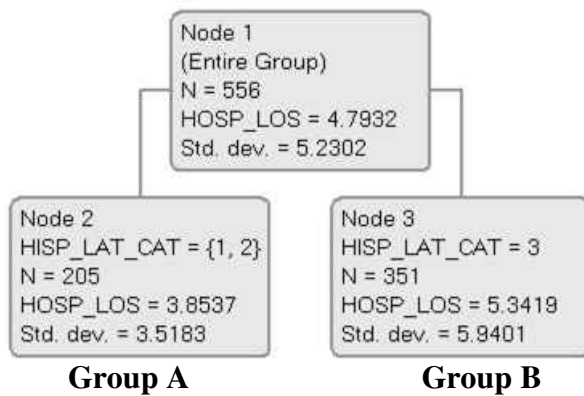 Node 1
(Entire Group)
N = 556
HOSP_LOS = 4.7932
Std. dev. = 5.2302
Node 2
HISP_LAT_CAT = {1, 2}
N = 205
HOSP_LOS = 3.8537
Std. dev. = 3.5183
Node 3
HISP_LAT_CAT = 3
N = 351
HOSP_LOS = 5.3419
Std. dev. = 5.9401
Group A
Group B